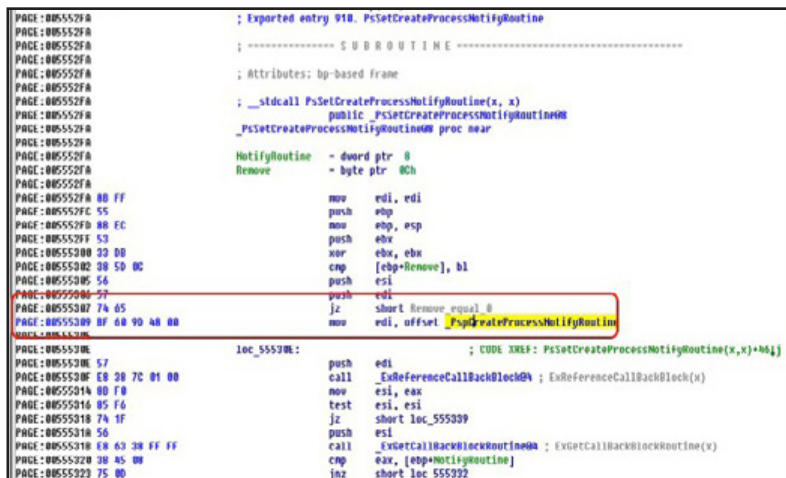 PAGE:005552FA ; Exported entry 910. PsSetCreateProcessNotifyRoutine
PAGE:005552FA
PAGE:005552FA ; --------------- S U B R O U T I N E ---------------------------------------
PAGE:005552FA
PAGE:005552FA ; Attributes: bp-based frame
PAGE:005552FA
PAGE:005552FA ; __stdcall PsSetCreateProcessNotifyRoutine(x, x)
PAGE:005552FA public _PsSetCreateProcessNotifyRoutine@8
PAGE:005552FA _PsSetCreateProcessNotifyRoutine@8 proc near
PAGE:005552FA
PAGE:005552FA NotifyRoutine = dword ptr 8
PAGE:005552FA Remove = byte ptr 0Ch
PAGE:005552FA
PAGE:005552FA 8B FF mov edi, edi
PAGE:005552FC 55 push ebp
PAGE:005552FD 8B EC mov ebp, esp
PAGE:005552FF 53 push ebx
PAGE:00555300 33 DB xor ebx, ebx
PAGE:00555302 38 5D 0C cmp [ebp+Remove], bl
PAGE:00555305 56 push esi
PAGE:00555306 57 push edi
PAGE:00555307 74 65 jz short Remove_equal_0
PAGE:00555309 BF 60 9D 48 00 mov edi, offset _PspCreateProcessNotifyRoutine
PAGE:0055530E
PAGE:0055530E loc_55530E: ; CODE XREF: PsSetCreateProcessNotifyRoutine(x,x)+46↓j
PAGE:0055530E 57 push edi
PAGE:0055530F E8 38 7C 01 00 call _ExReferenceCallBackBlock@4 ; ExReferenceCallBackBlock(x)
PAGE:00555314 8B F0 mov esi, eax
PAGE:00555316 85 F6 test esi, esi
PAGE:00555318 74 1F jz short loc_555339
PAGE:0055531A 56 push esi
PAGE:0055531B E8 63 38 FF FF call _ExGetCallBackBlockRoutine@4 ; ExGetCallBackBlockRoutine(x)
PAGE:00555320 3B 45 08 cmp eax, [ebp+NotifyRoutine]
PAGE:00555323 75 0D jnz short loc_555332